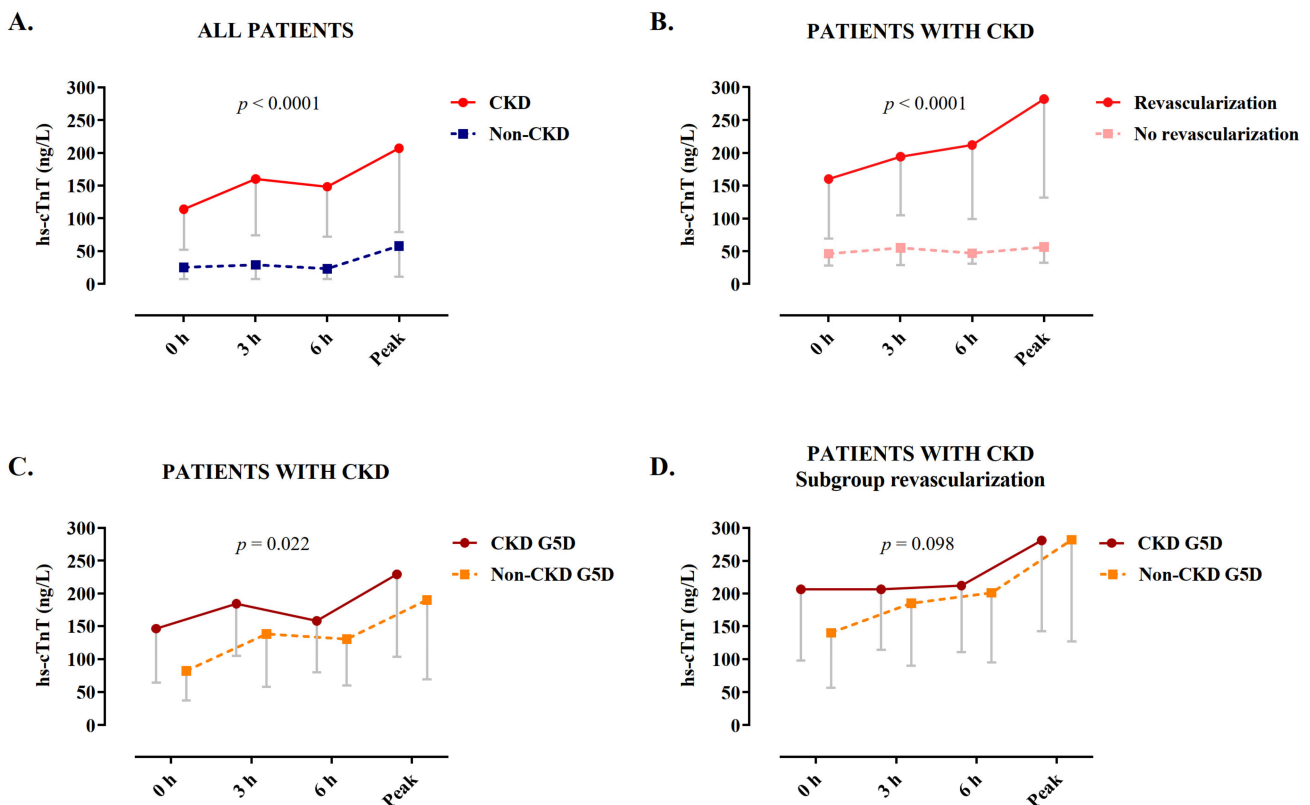 A.
ALL PATIENTS
hs-cTnT (ng/L)
300
250
200
150
100
50
0
p < 0.0001
CKD
Non-CKD
0 h
3 h
6 h
Peak
B.
PATIENTS WITH CKD
hs-cTnT (ng/L)
300
250
200
150
100
50
0
p < 0.0001
Revascularization
No revascularization
0 h
3 h
6 h
Peak
C.
PATIENTS WITH CKD
hs-cTnT (ng/L)
300
250
200
150
100
50
0
p = 0.022
CKD G5D
Non-CKD G5D
0 h
3 h
6 h
Peak
D.
PATIENTS WITH CKD
Subgroup revascularization
hs-cTnT (ng/L)
300
250
200
150
100
50
0
p = 0.098
CKD G5D
Non-CKD G5D
0 h
3 h
6 h
Peak